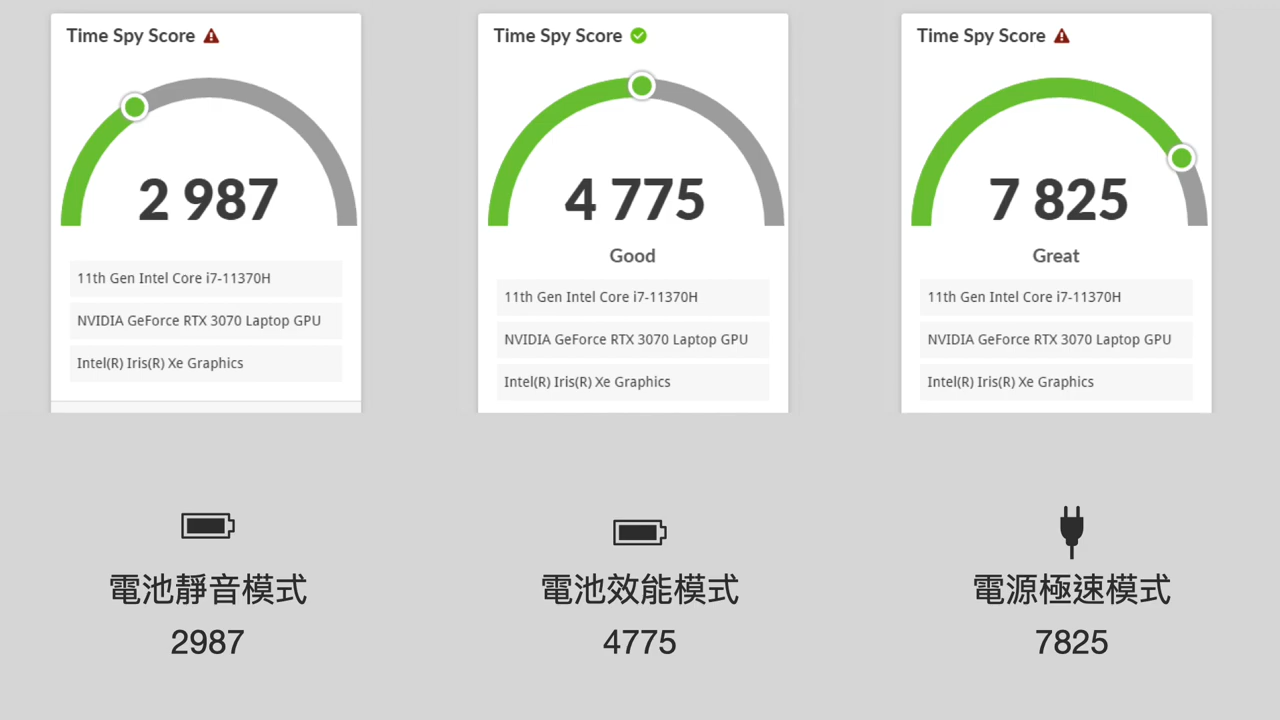 Time Spy Score
2 987
11th Gen Intel Core i7-11370H
NVIDIA GeForce RTX 3070 Laptop GPU
Intel(R) Iris(R) Xe Graphics
電池靜音模式
2987
Time Spy Score
4 775
Good
11th Gen Intel Core i7-11370H
NVIDIA GeForce RTX 3070 Laptop GPU
Intel(R) Iris(R) Xe Graphics
電池效能模式
4775
Time Spy Score
7 825
Great
11th Gen Intel Core i7-11370H
NVIDIA GeForce RTX 3070 Laptop GPU
Intel(R) Iris(R) Xe Graphics
電源極速模式
7825